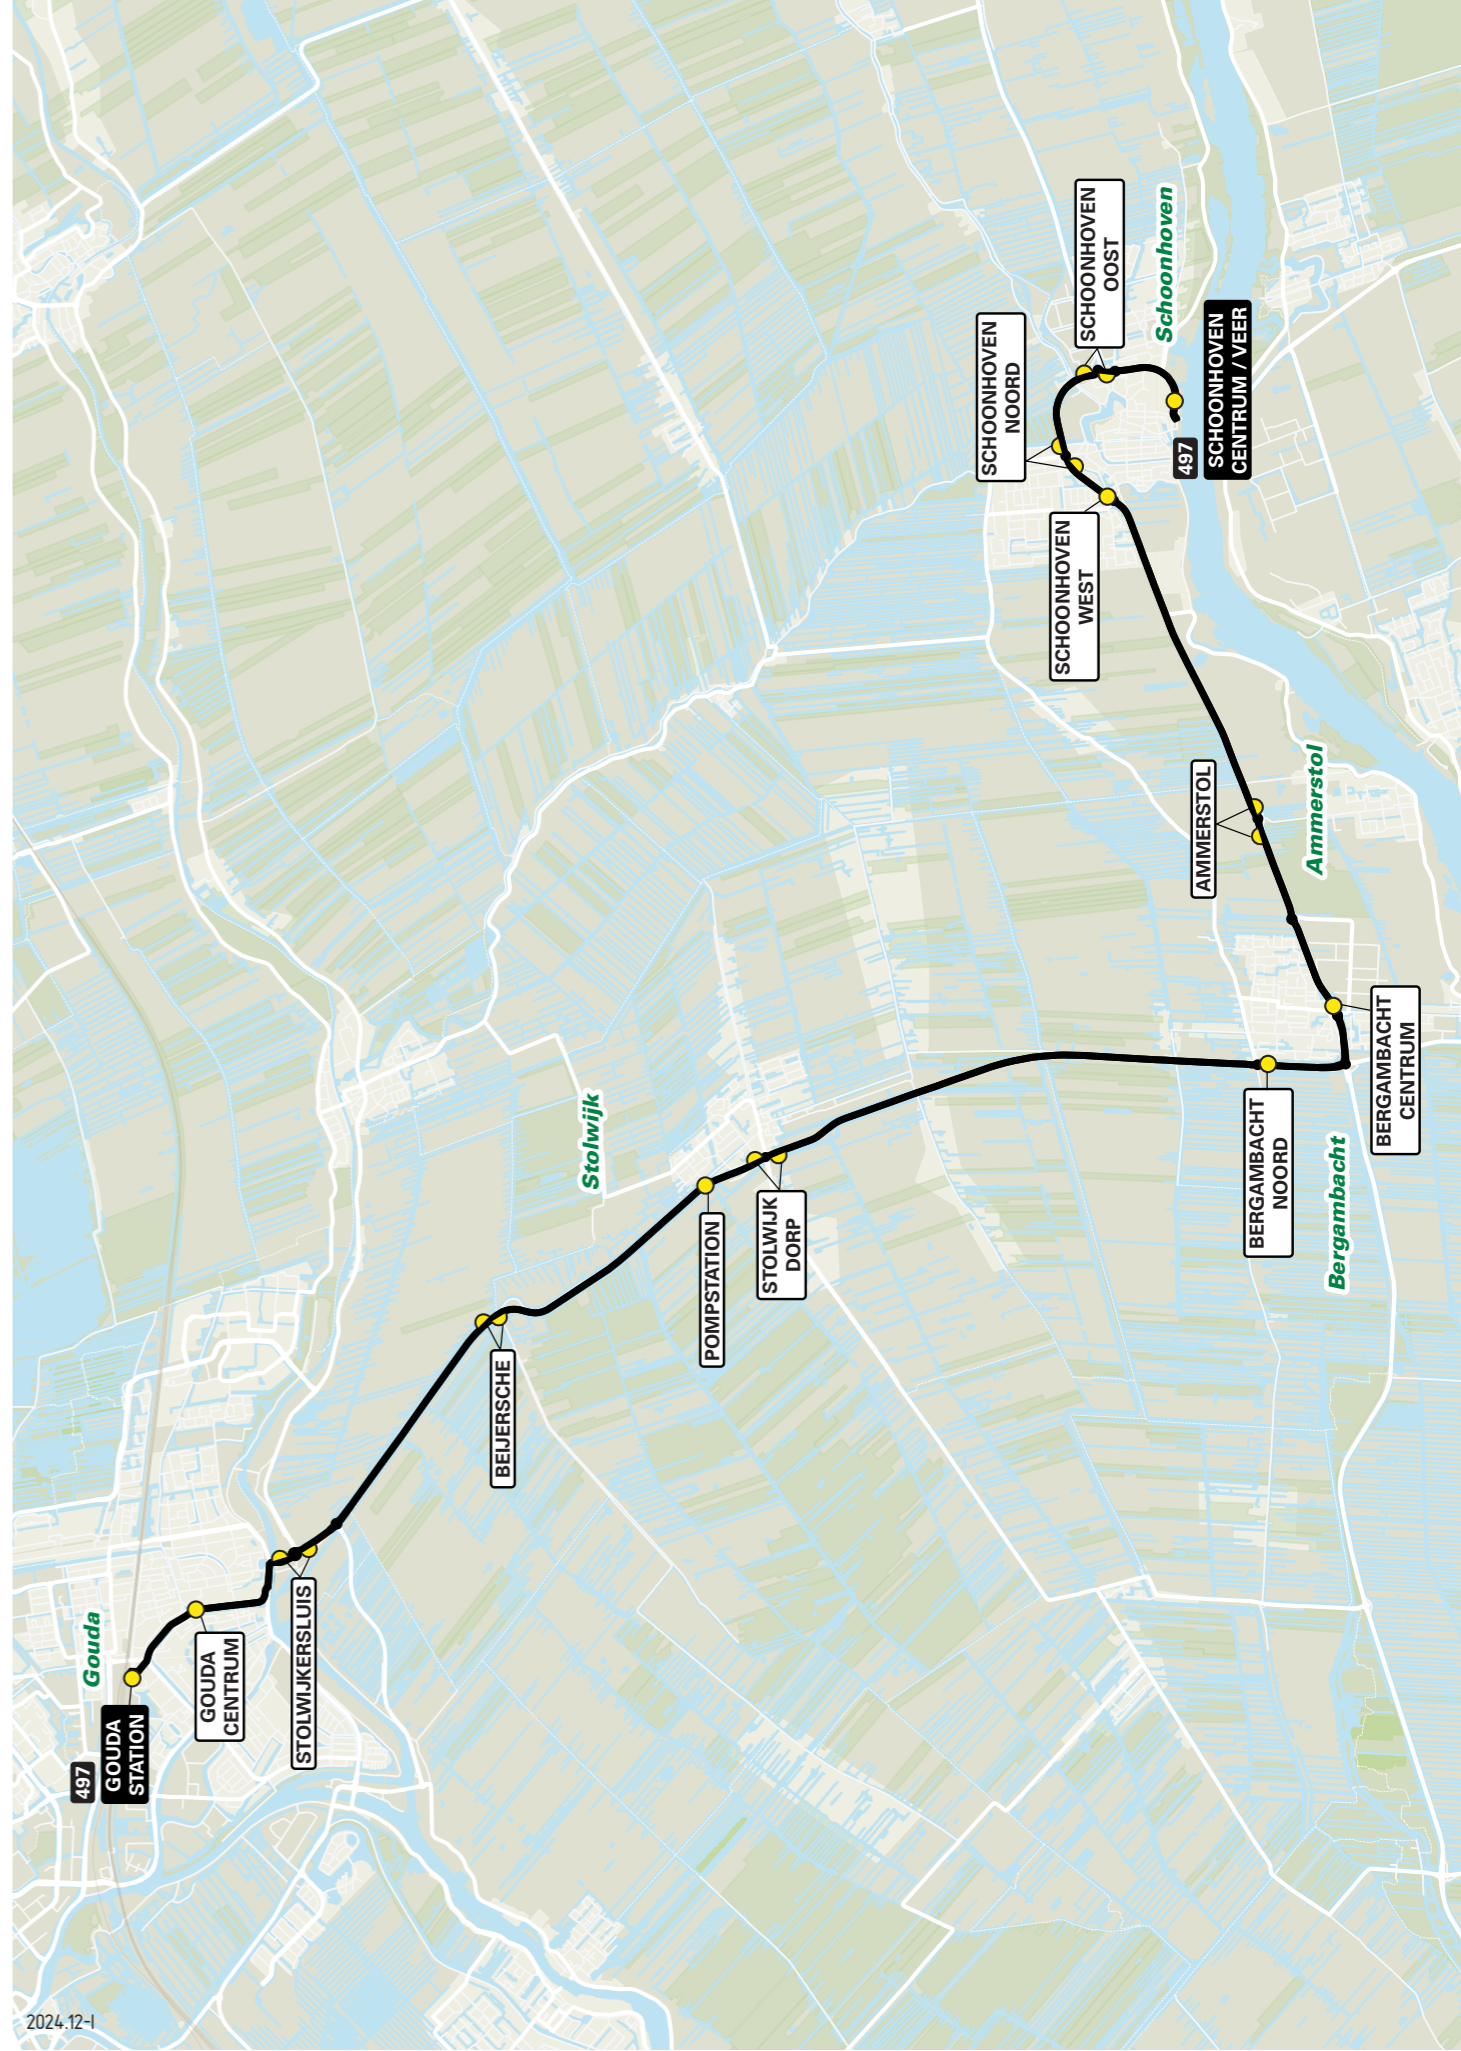 Gouda
497
GOUDA
STATION
GOUDA
CENTRUM
STOLWIJKERSLUIS
BEIJERSCHE
Stolwijk
POMPSTATION
STOLWIJK
DORP
BERGAMBACHT
NOORD
Bergambacht
BERGAMBACHT
CENTRUM
AMMERSTOL
Ammerstol
SCHOONHOVEN
WEST
SCHOONHOVEN
NOORD
SCHOONHOVEN
OOST
Schoonhoven
497
SCHOONHOVEN
CENTRUM / VEER
2024.12-I